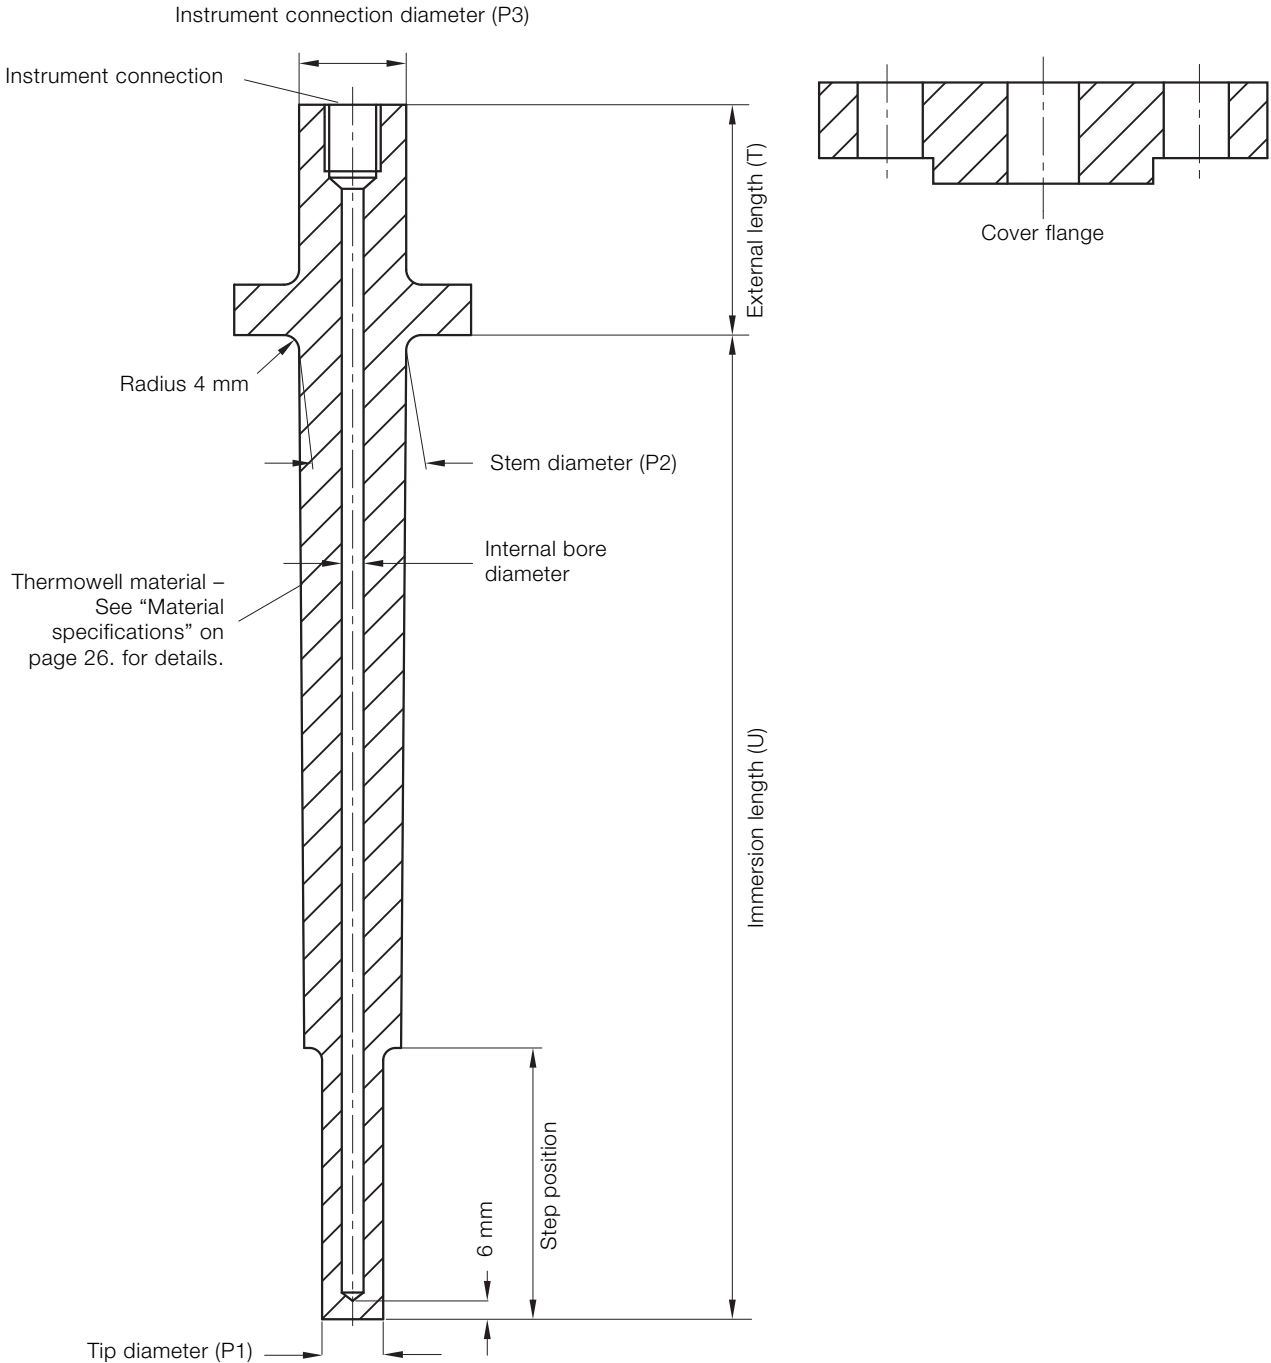 Instrument connection diameter (P3)
Instrument connection
External length (T)
Cover flange
Radius 4 mm
Stem diameter (P2)
Internal bore
diameter
Thermowell material –
See “Material
specifications” on
page 26. for details.
Immersion length (U)
Step position
6 mm
Tip diameter (P1)